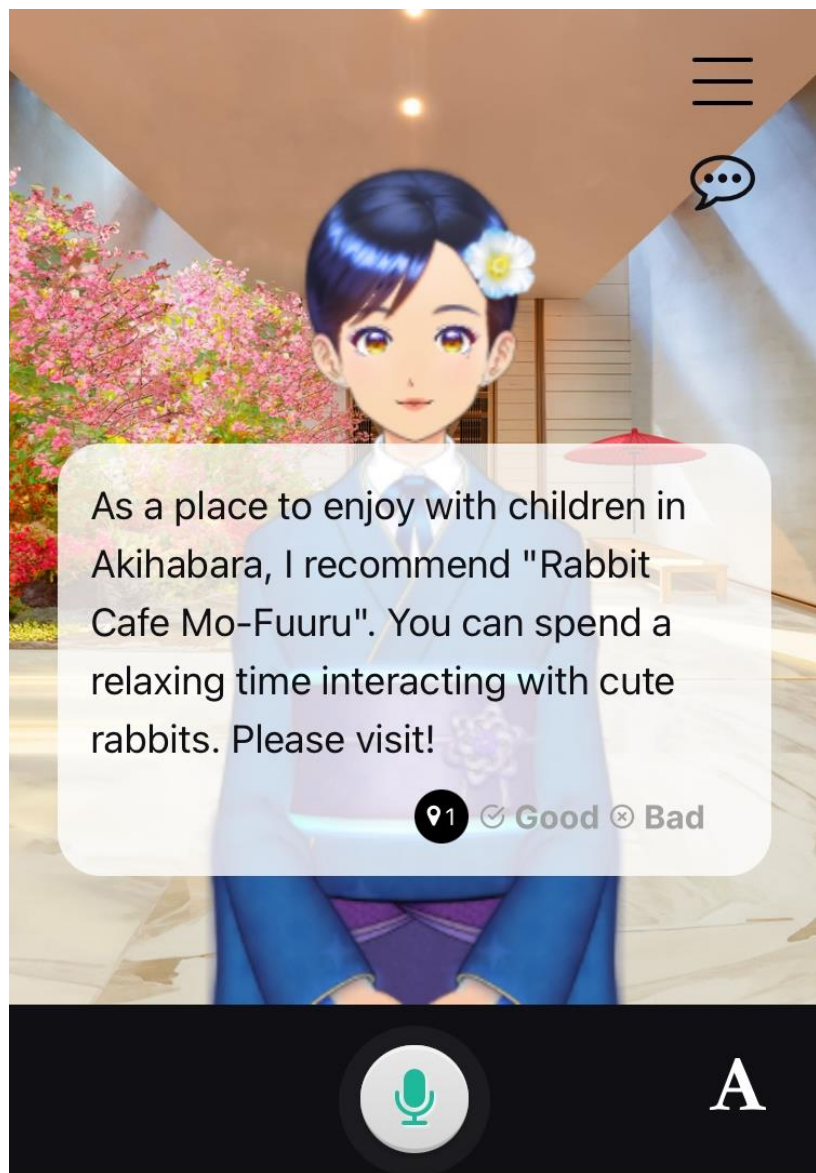 As a place to enjoy with children in
Akihabara, I recommend "Rabbit
Cafe Mo-Fuuru". You can spend a
relaxing time interacting with cute
rabbits. Please visit!
1 Good Bad
A